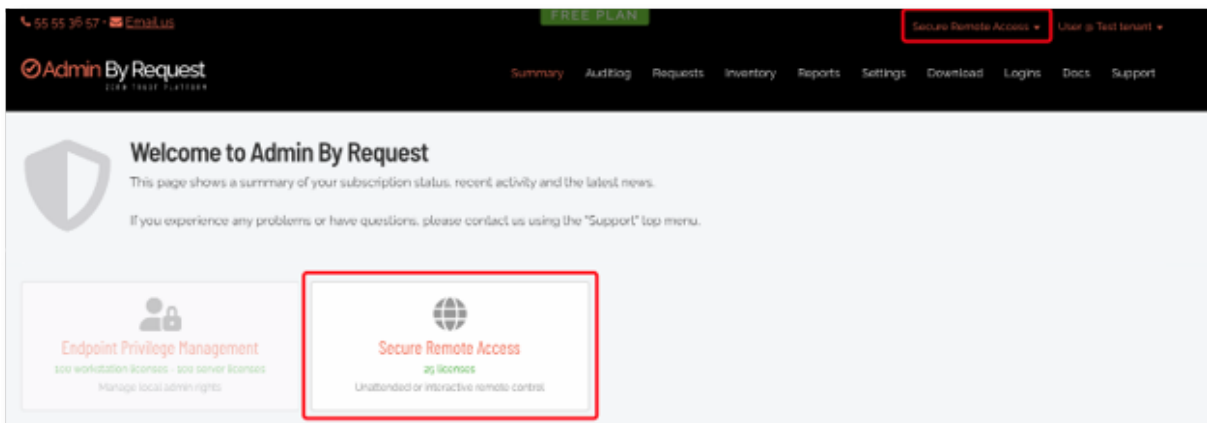 55 55 36 57 • Email us
FREE PLAN
Secure Remote Access
User @ Test tenant
Admin By Request
ZERO TRUST PLATFORM
Summary Auditlog Requests Inventory Reports Settings Download Logins Docs Support
Welcome to Admin By Request
This page shows a summary of your subscription status, recent activity and the latest news.
If you experience any problems or have questions, please contact us using the "Support" top menu.
Endpoint Privilege Management
100 workstation licenses - 100 server licenses
Manage local admin rights
Secure Remote Access
25 licenses
Unattended or interactive remote control